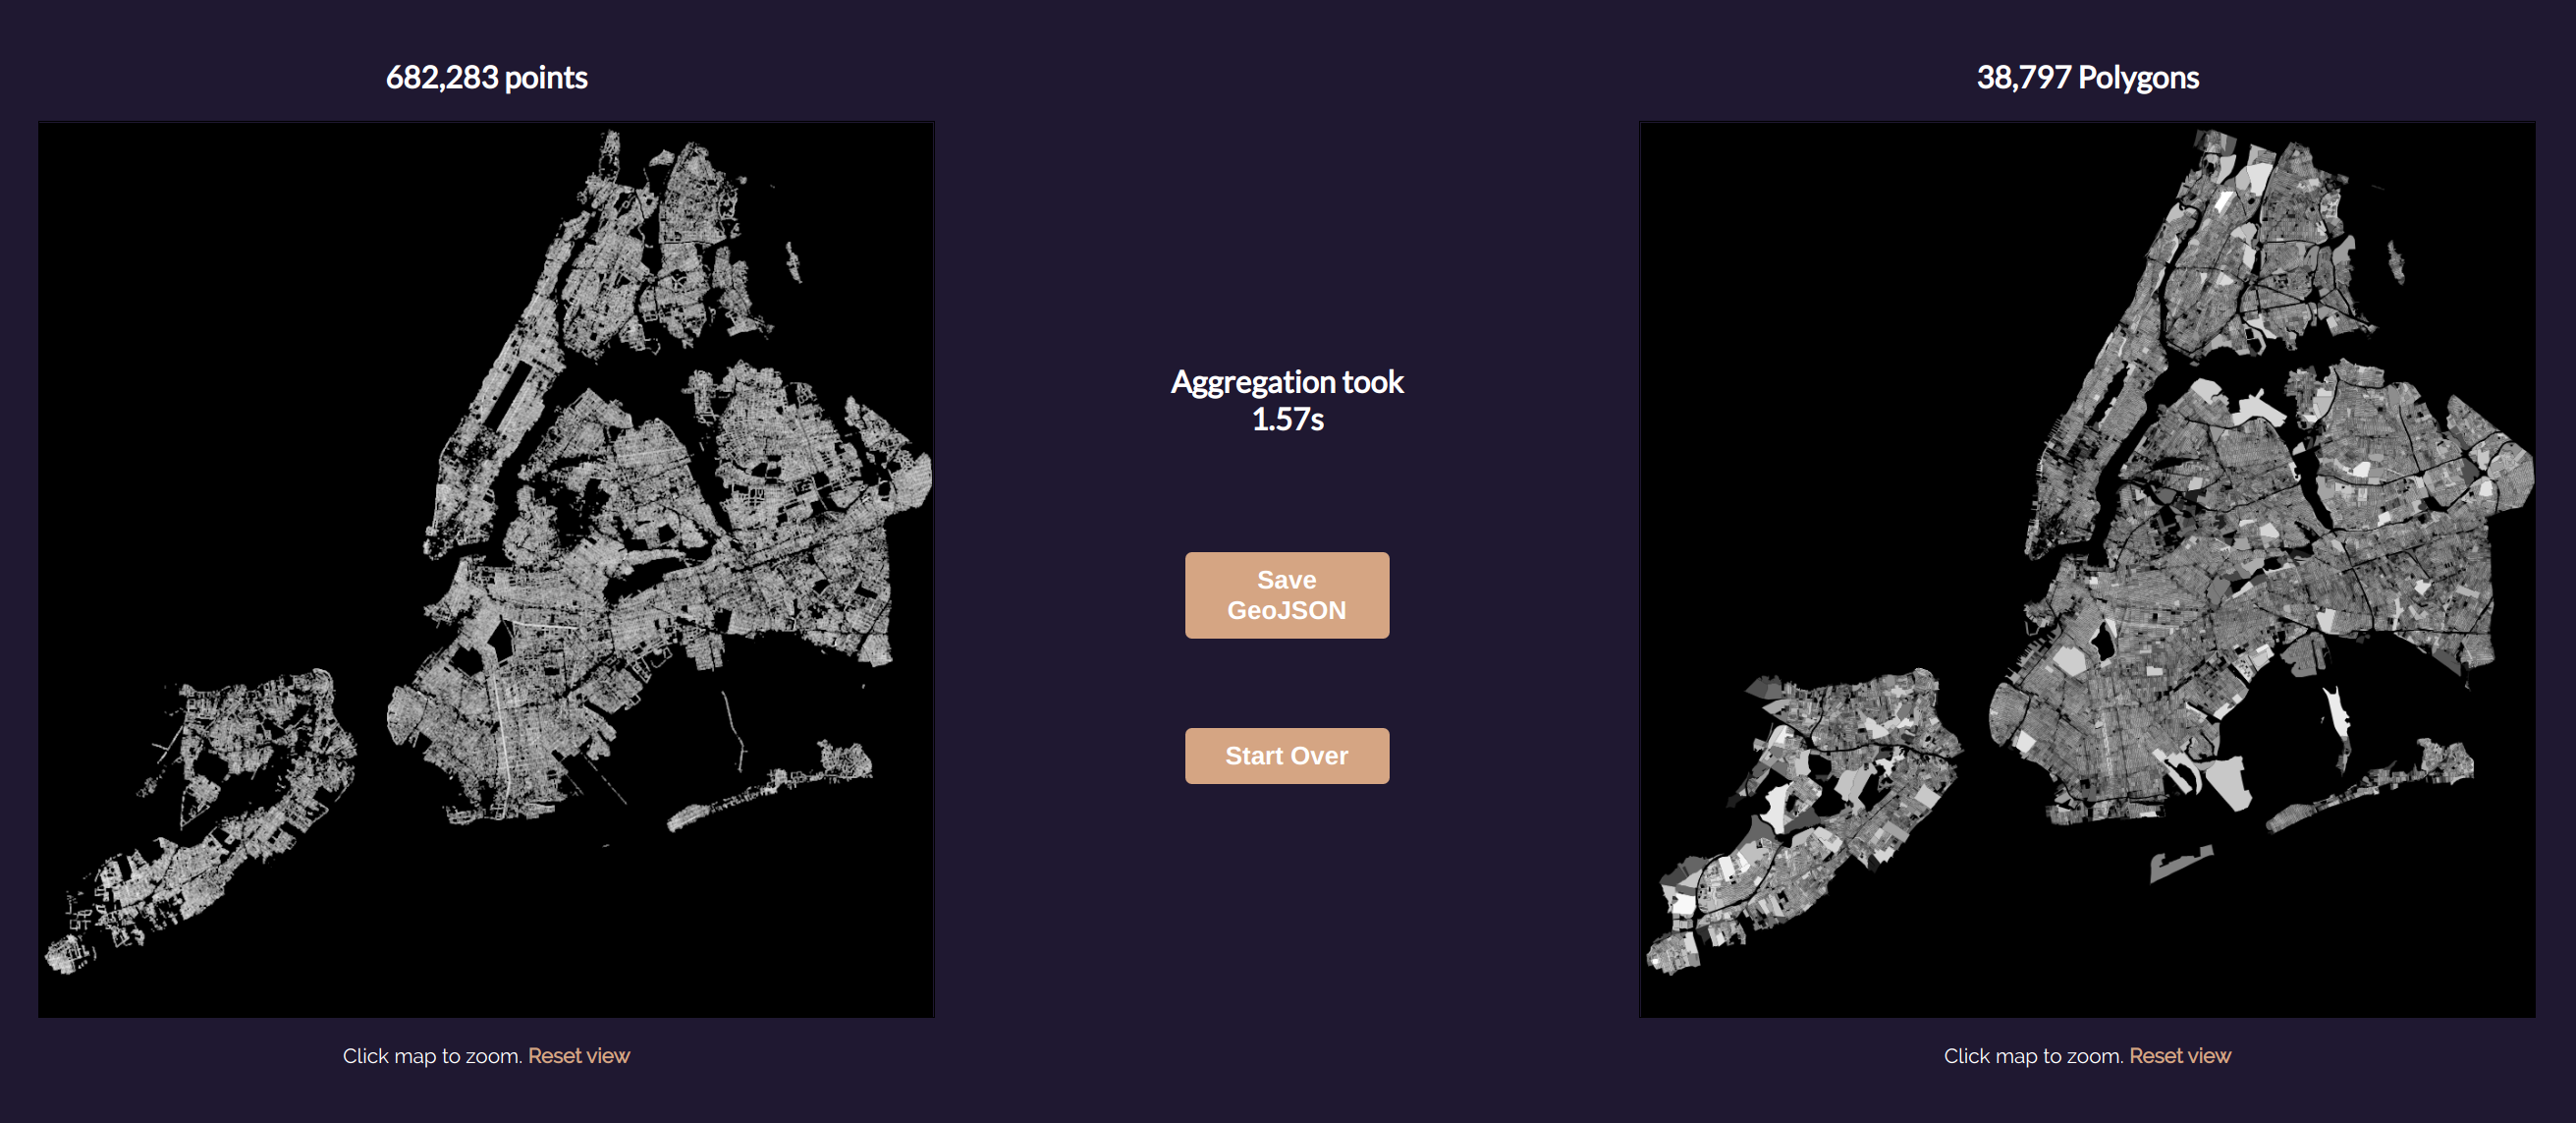 682,283 points
Click map to zoom. Reset view
Aggregation took
1.57s
Save
GeoJSON
Start Over
38,797 Polygons
Click map to zoom. Reset view